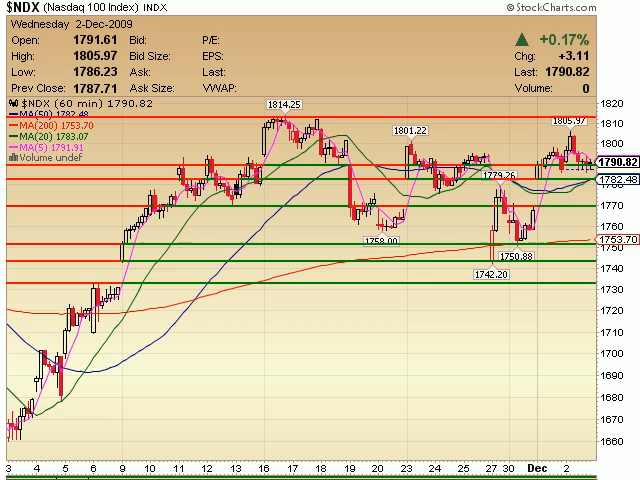 $NDX (Nasdaq 100 Index) INDX © StockCharts.com
Wednesday 2-Dec-2009
Open: 1791.61 Bid: P/E: +0.17%
High: 1805.97 Bid Size: EPS: Chg: +3.11
Low: 1786.23 Ask: Last: Last: 1790.82
Prev Close: 1787.71 Ask Size: VWAP: Volume: 0
$NDX (60 min) 1790.82
MA(50) 1782.48
MA(200) 1753.70
MA(20) 1783.07
MA(5) 1791.91
Volume undef
1814.25
1801.22
1805.97
1779.26
1758.00
1750.88
1742.20
1820
1810
1800
1790.82
1782.48
1780
1770
1760
1753.70
1750
1740
1730
1720
1710
1700
1690
1680
1670
1660
3 4 5 6 9 10 11 12 13 16 17 18 19 20 23 24 25 27 30 Dec 2